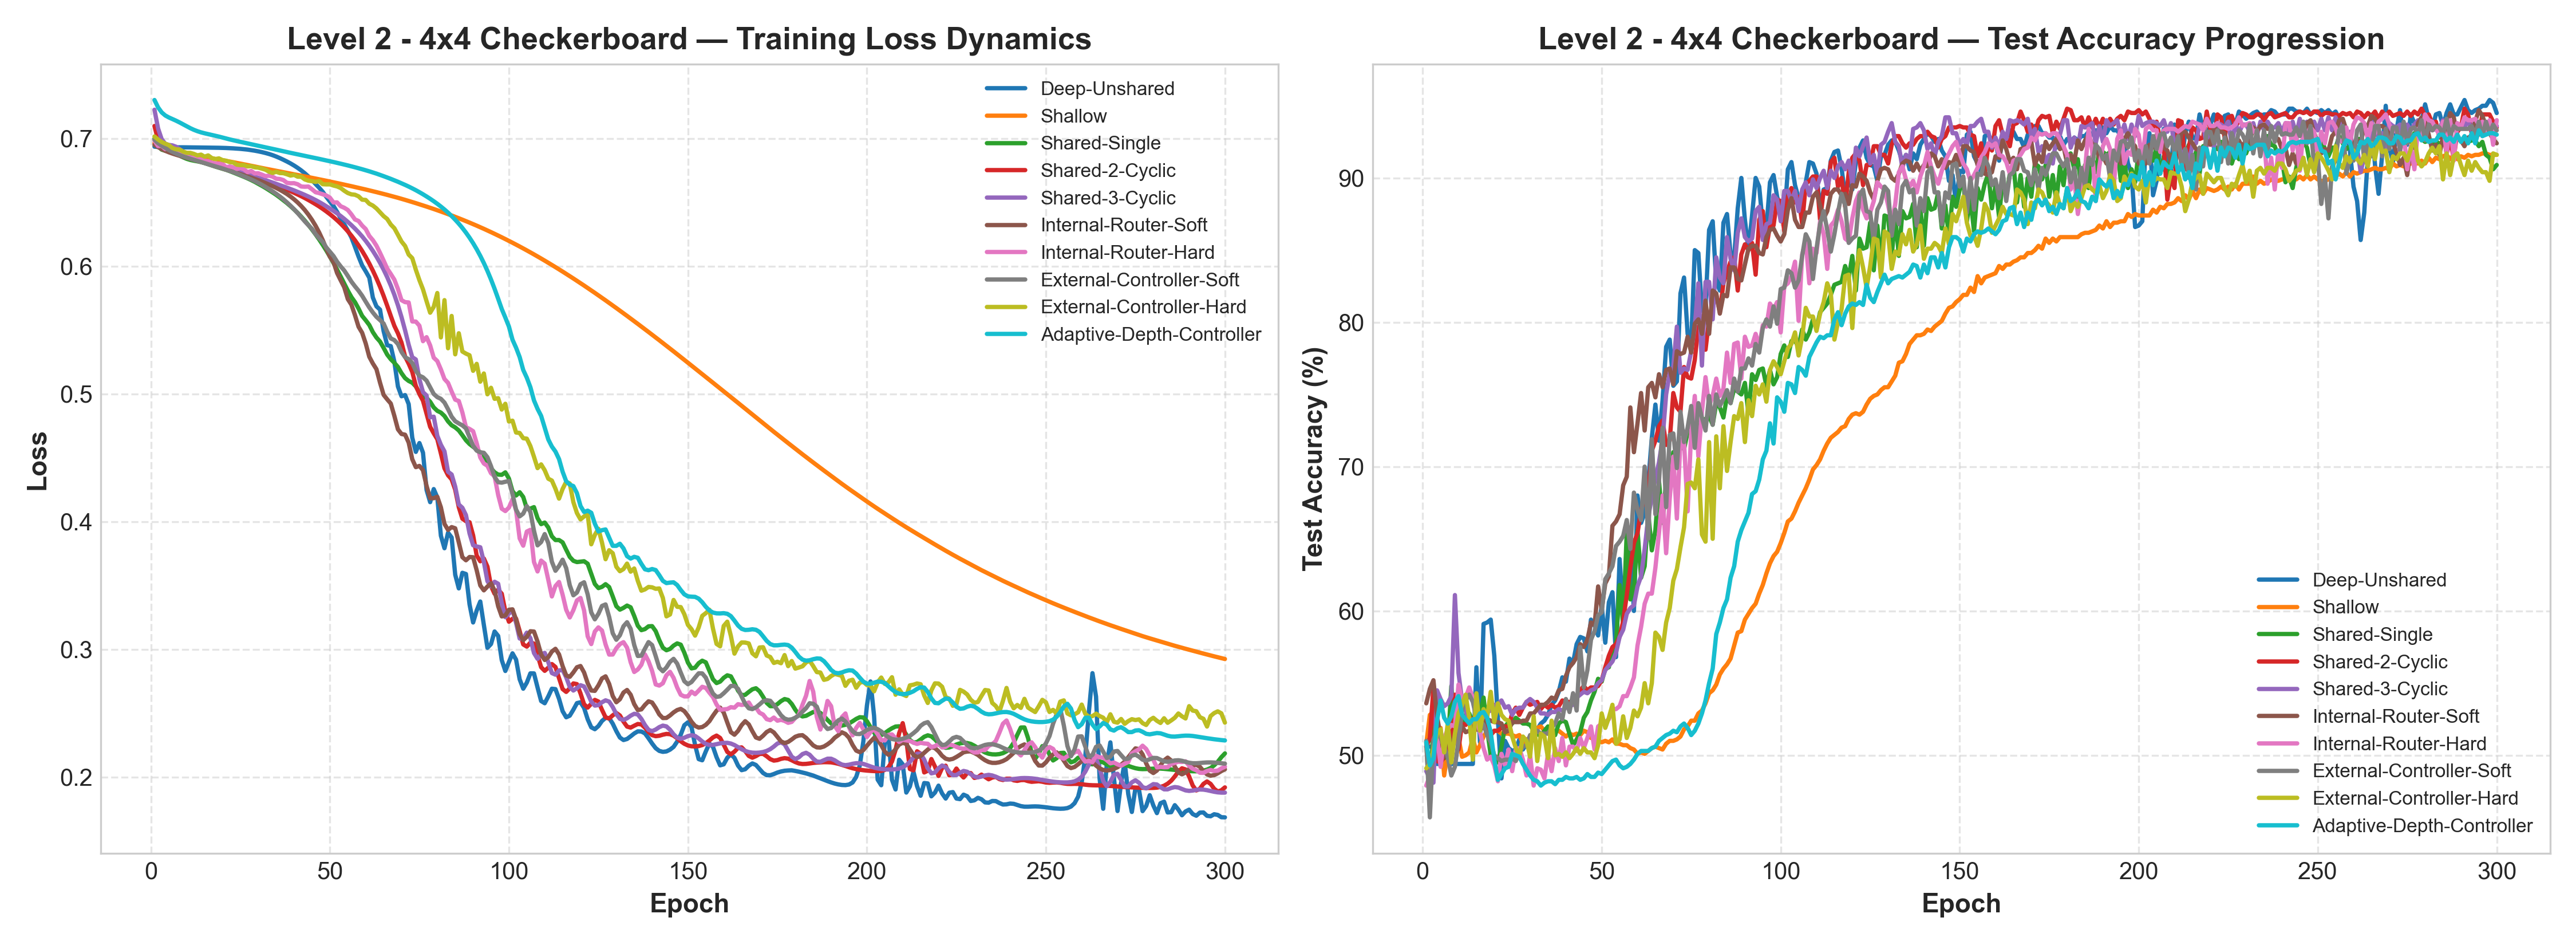 Level 2 - 4x4 Checkerboard — Training Loss Dynamics
Loss
0.7
0.6
0.5
0.4
0.3
0.2
0
50
100
150
200
250
300
Epoch
Deep-Unshared
Shallow
Shared-Single
Shared-2-Cyclic
Shared-3-Cyclic
Internal-Router-Soft
Internal-Router-Hard
External-Controller-Soft
External-Controller-Hard
Adaptive-Depth-Controller
Level 2 - 4x4 Checkerboard — Test Accuracy Progression
Test Accuracy (%)
90
80
70
60
50
0
50
100
150
200
250
300
Epoch
Deep-Unshared
Shallow
Shared-Single
Shared-2-Cyclic
Shared-3-Cyclic
Internal-Router-Soft
Internal-Router-Hard
External-Controller-Soft
External-Controller-Hard
Adaptive-Depth-Controller